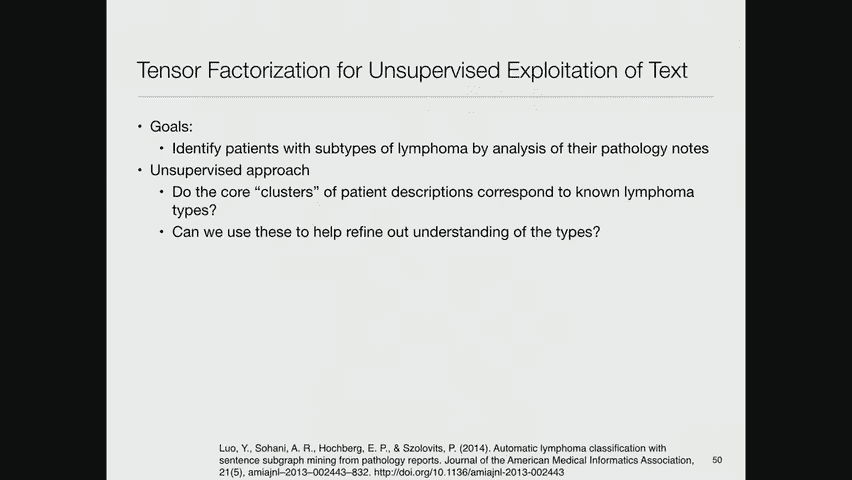 Tensor Factorization for Unsupervised Exploitation of Text
• Goals:
• Identify patients with subtypes of lymphoma by analysis of their pathology notes
• Unsupervised approach
• Do the core “clusters” of patient descriptions correspond to known lymphoma
types?
• Can we use these to help refine out understanding of the types?
Luo, Y., Sohani, A. R., Hochberg, E. P., & Szolovits, P. (2014). Automatic lymphoma classification with
sentence subgraph mining from pathology reports. Journal of the American Medical Informatics Association,
21(5), amiajnl–2013–002443–832. http://doi.org/10.1136/amiajnl-2013-002443
50